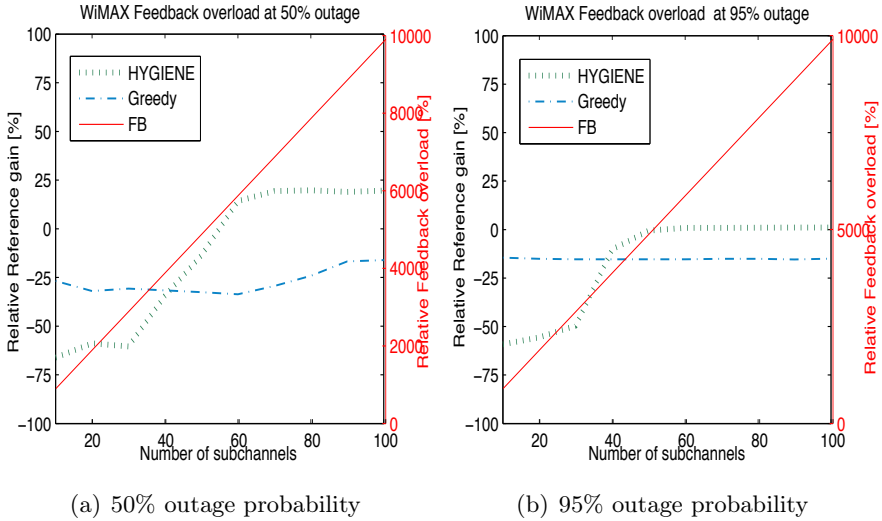 WiMAX Feedback overload at 50% outage
100
75
50
25
0
−25
−50
−75
−100
Relative Reference gain [%]
HYGIENE
Greedy
FB
10000
8000
6000
4000
2000
0
Relative Feedback overload [%]
20 40 60 80 100
Number of subchannels
(a) 50% outage probability
WiMAX Feedback overload at 95% outage
100
75
50
25
0
−25
−50
−75
−100
Relative Reference gain [%]
HYGIENE
Greedy
FB
10000
5000
0
Relative Feedback overload [%]
20 40 60 80 100
Number of subchannels
(b) 95% outage probability